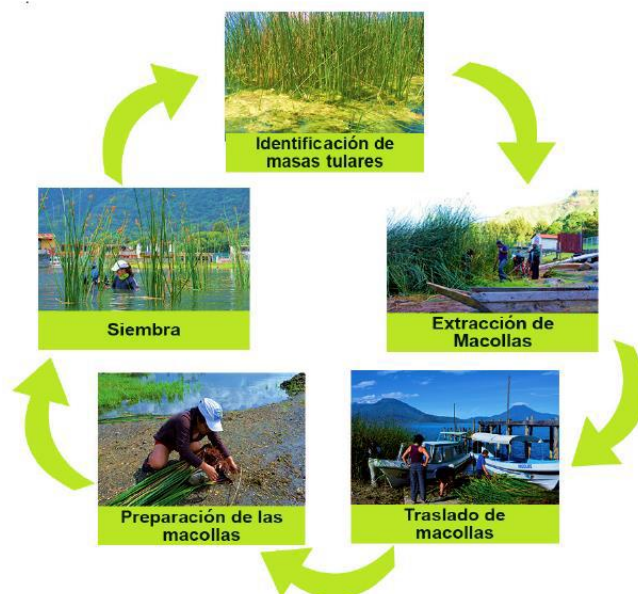 Identificación de
masas tulares
Extracción de
Macollas
Traslado de
macollas
Preparación de las
macollas
Siembra